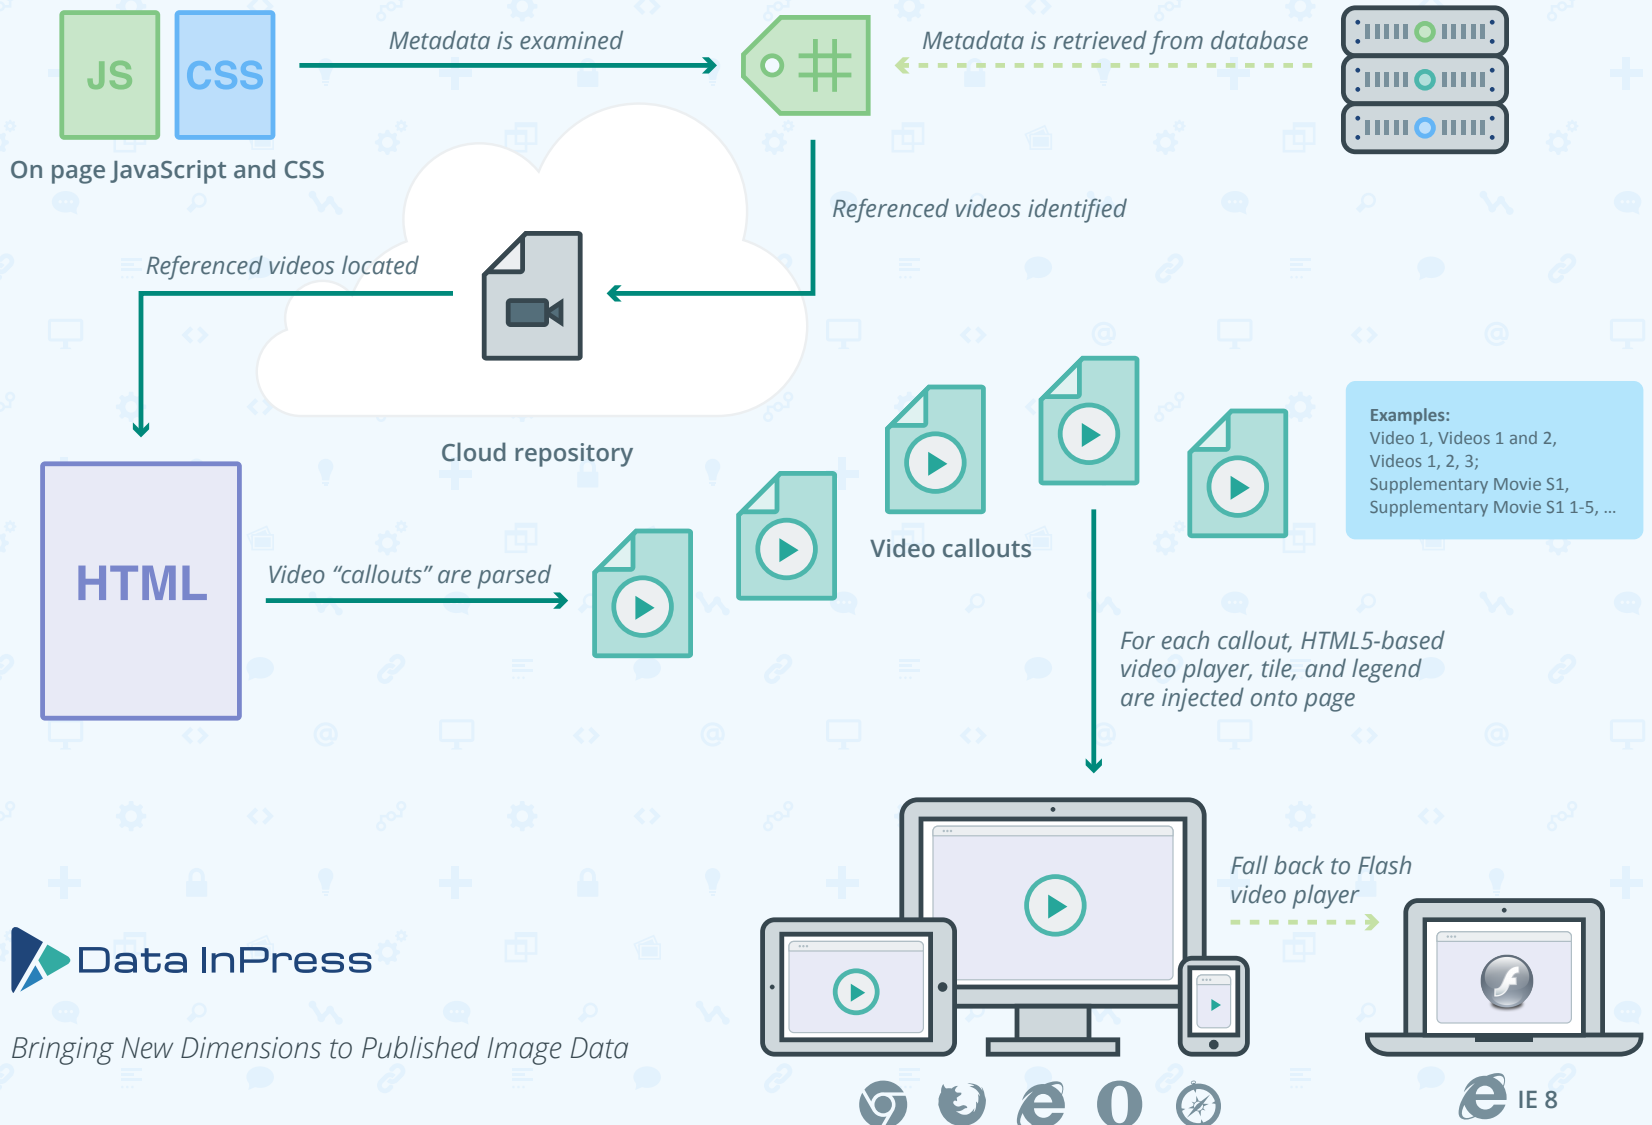 JS
CSS
On page JavaScript and CSS
Metadata is examined
#
Metadata is retrieved from database
Referenced videos identified
Referenced videos located
Cloud repository
HTML
Video “callouts” are parsed
Video callouts
Examples:
Video 1, Videos 1 and 2,
Videos 1, 2, 3;
Supplementary Movie S1,
Supplementary Movie S1 1-5, ...
For each callout, HTML5-based
video player, tile, and legend
are injected onto page
Fall back to Flash
video player
Data InPress
Bringing New Dimensions to Published Image Data
IE 8